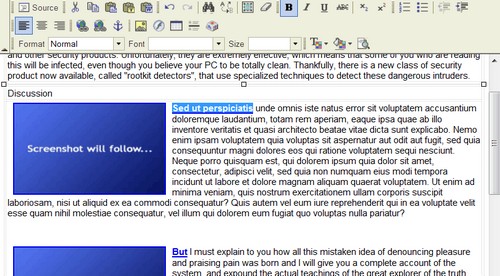 Source
B I U ABC x₂ x²
Format Normal Font Size
and other security products. Unfortunately, they are extremely effective, which means that some of you who are reading
this will be infected, even though you believe your PC to be totally clean. Thankfully, there is a new class of security
product now available, called "rootkit detectors", that use specialized techniques to detect these dangerous intruders.
Discussion
Screenshot will follow...
Sed ut perspiciatis unde omnis iste natus error sit voluptatem accusantium
doloremque laudantium, totam rem aperiam, eaque ipsa quae ab illo
inventore veritatis et quasi architecto beatae vitae dicta sunt explicabo. Nemo
enim ipsam voluptatem quia voluptas sit aspernatur aut odit aut fugit, sed quia
consequuntur magni dolores eos qui ratione voluptatem sequi nesciunt.
Neque porro quisquam est, qui dolorem ipsum quia dolor sit amet,
consectetur, adipisci velit, sed quia non numquam eius modi tempora
incidunt ut labore et dolore magnam aliquam quaerat voluptatem. Ut enim ad
minima veniam, quis nostrum exercitationem ullam corporis suscipit
laboriosam, nisi ut aliquid ex ea commodi consequatur? Quis autem vel eum iure reprehenderit qui in ea voluptate velit
esse quam nihil molestiae consequatur, vel illum qui dolorem eum fugiat quo voluptas nulla pariatur?
But I must explain to you how all this mistaken idea of denouncing pleasure
and praising pain was born and I will give you a complete account of the
system, and expound the actual teachings of the great explorer of the truth